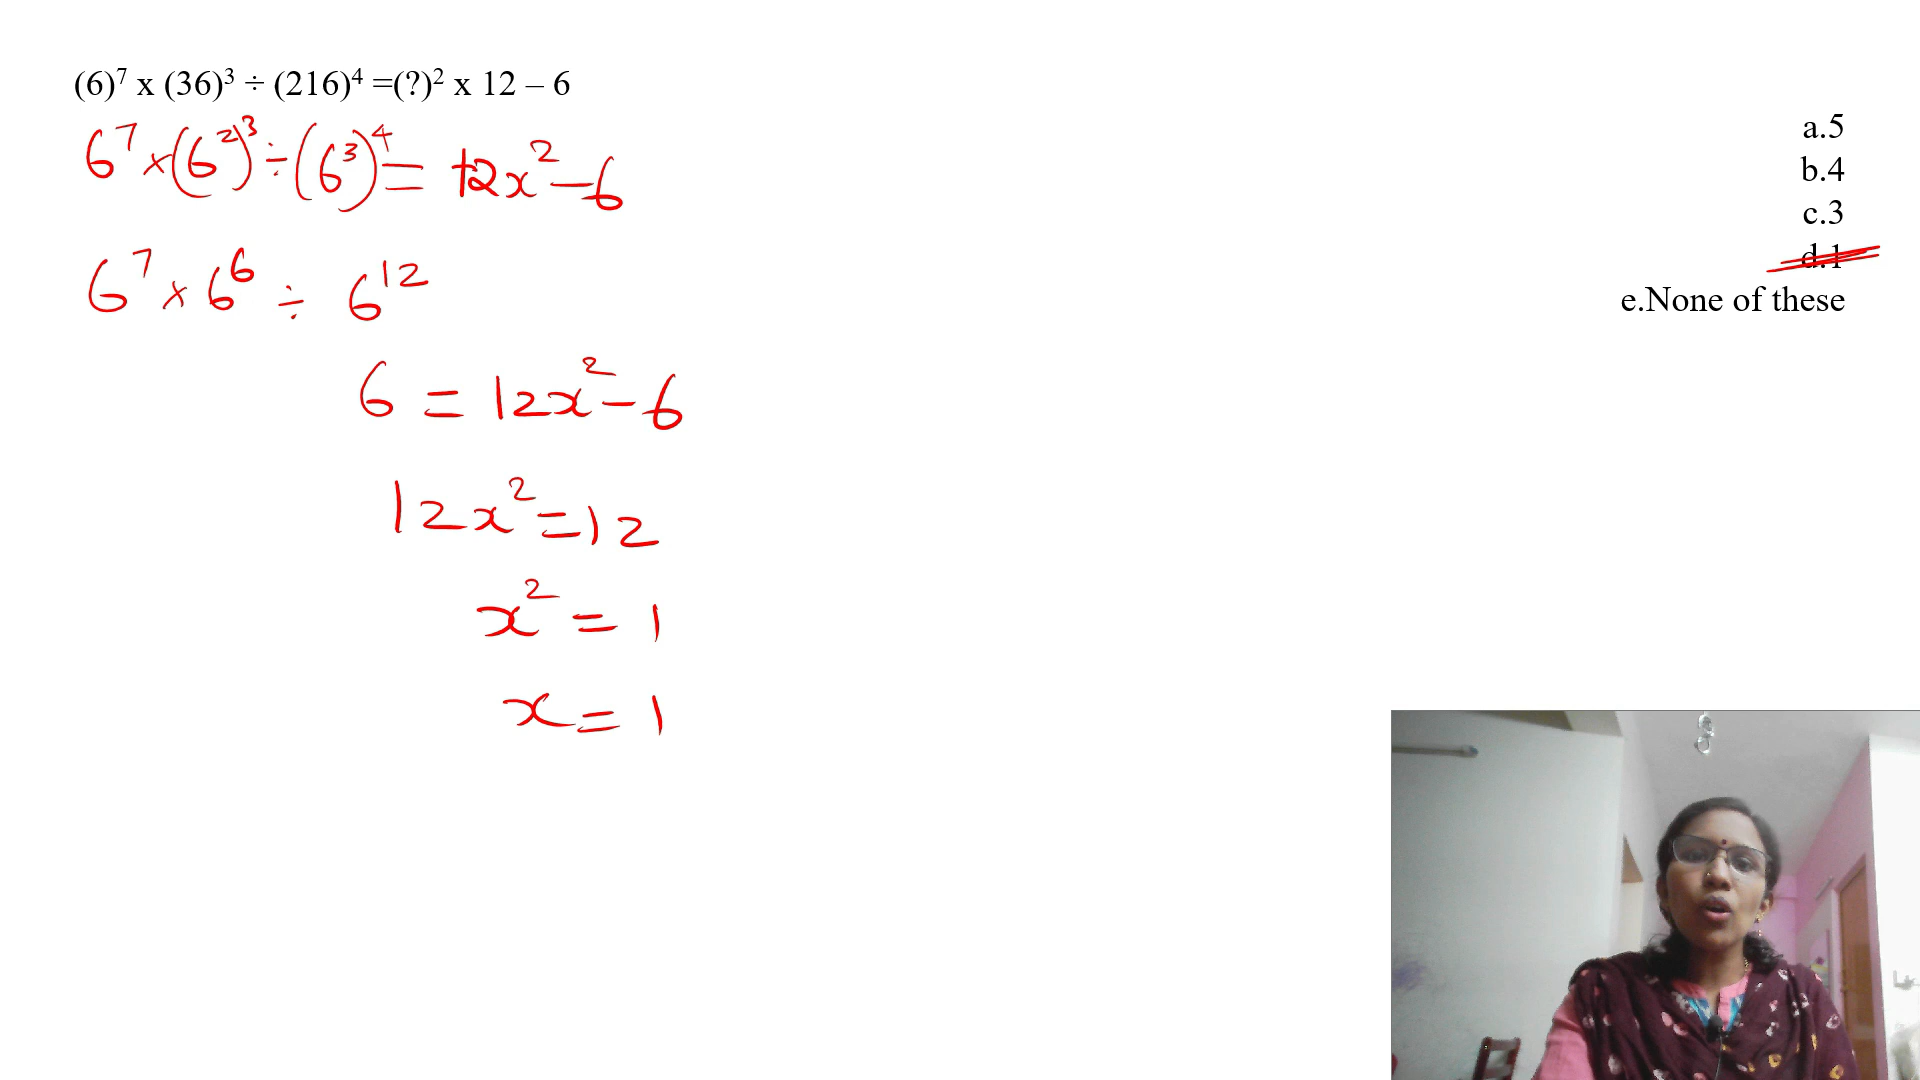 (6)⁷ x (36)³ ÷ (216)⁴ =(?)² x 12 – 6
a.5
b.4
c.3
d.1
e.None of these
6⁷ × (6²)³ ÷ (6³)⁴ = 12x² – 6
6⁷ × 6⁶ ÷ 6¹²
6 = 12x² – 6
12x² = 12
x² = 1
x = 1